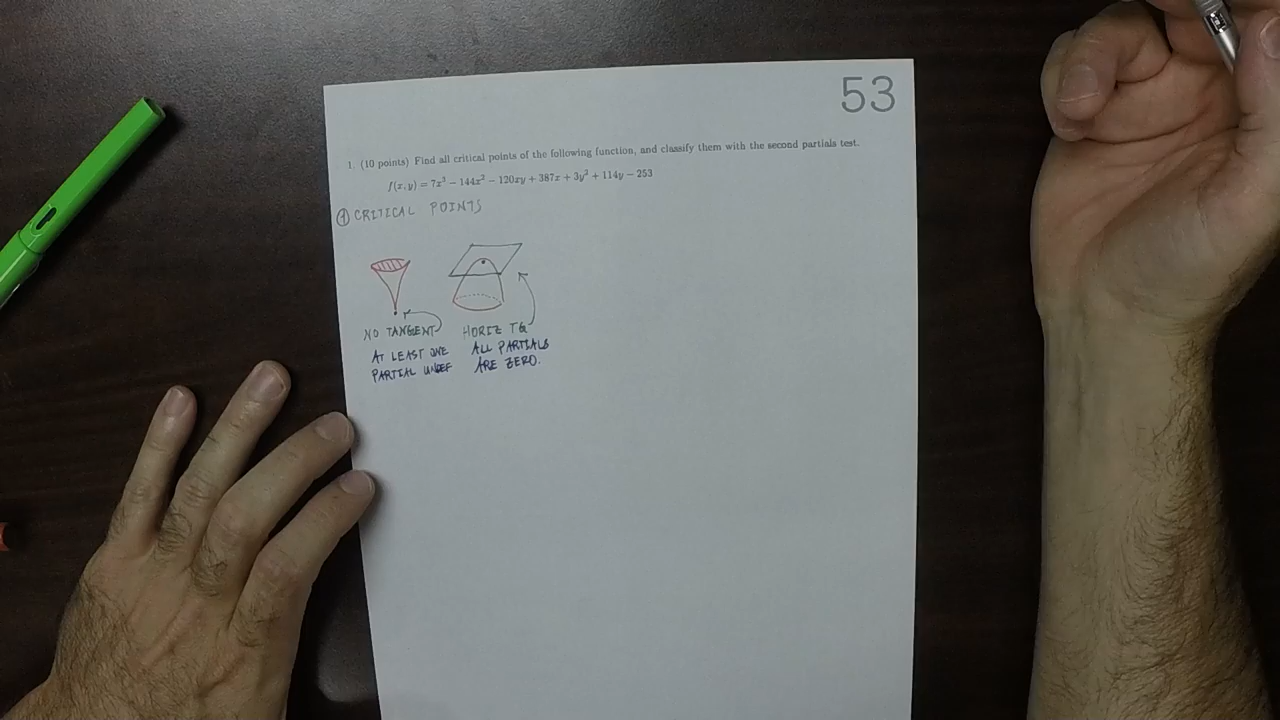 53
1. (10 points) Find all critical points of the following function, and classify them with the second partials test.
f(x, y) = 7x³ − 144x² − 120xy + 387x + 3y² + 114y − 253
① CRITICAL POINTS
NO TANGENT HORIZ TG
AT LEAST ONE ALL PARTIALS
PARTIAL UNDEF ARE ZERO.